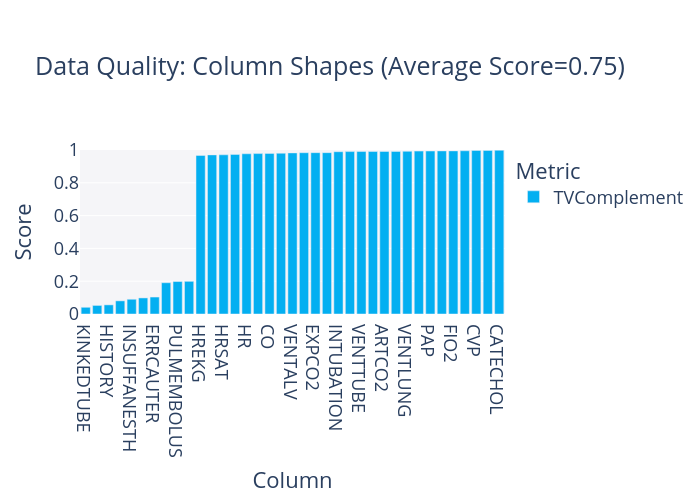 Data Quality: Column Shapes (Average Score=0.75)
1
0.8
0.6
0.4
0.2
0
Score
Metric
TVComplement
KINKEDTUBE
HISTORY
INSUFFANESTH
ERRCAUTER
PULMEMBOLUS
HREKG
HRSAT
HR
CO
VENTALV
EXPCO2
INTUBATION
VENTTUBE
ARTCO2
VENTLUNG
PAP
FIO2
CVP
CATECHOL
Column